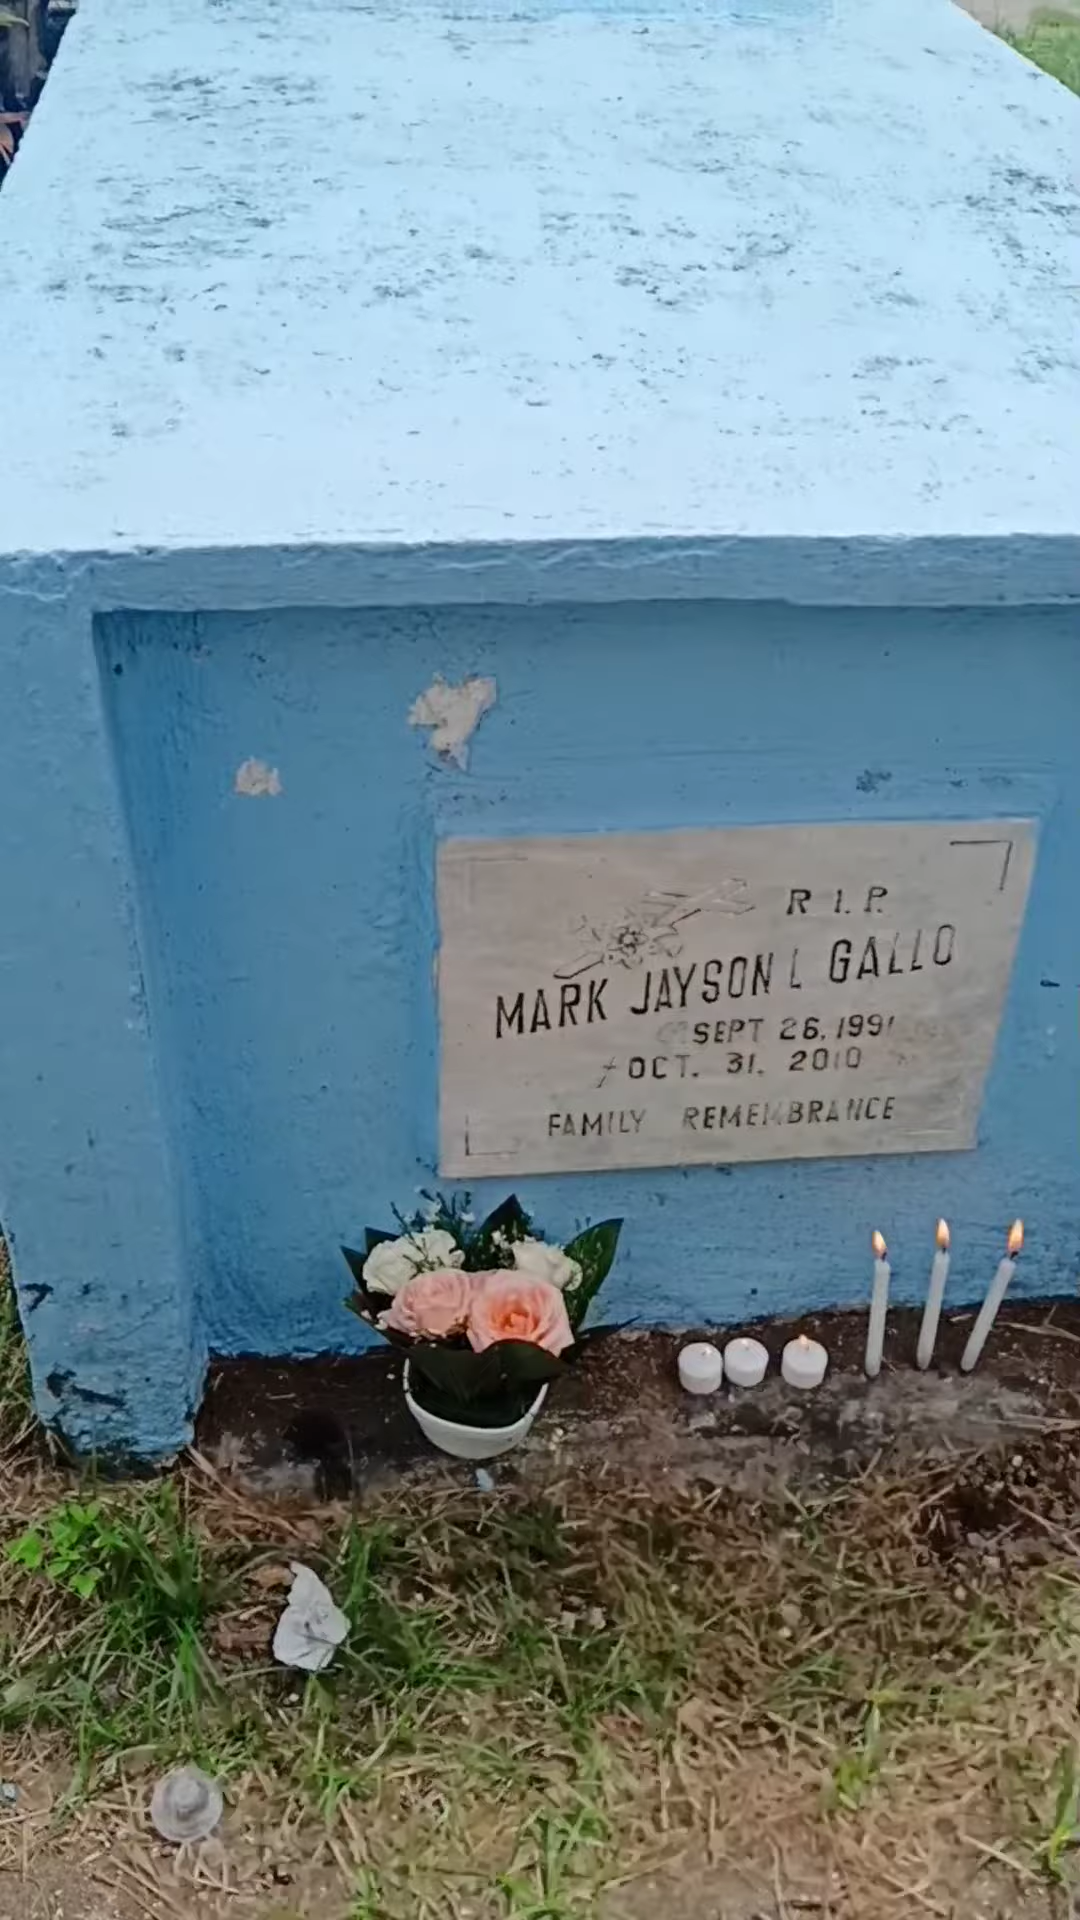 R I. P.
MARK JAYSON L GALLO
SEPT 26, 1991
OCT. 31. 2010
FAMILY REMEMBRANCE